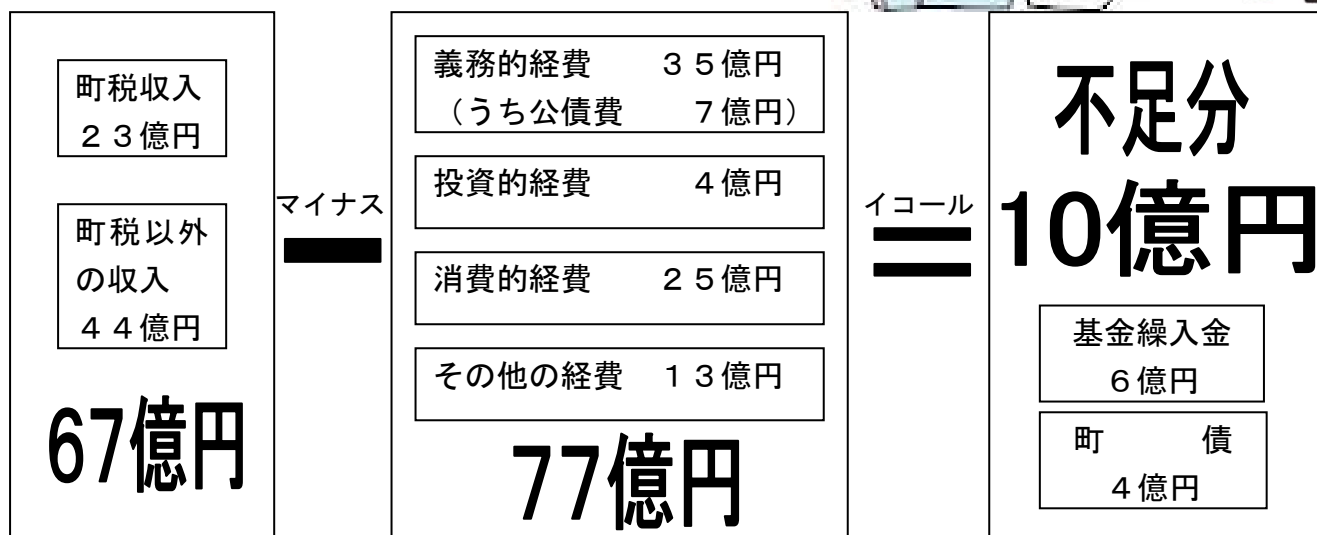 町税収入
２３億円
町税以外
の収入
４４億円
67億円
マイナス
義務的経費　　３５億円
（うち公債費　　７億円）
投資的経費　　　４億円
消費的経費　　２５億円
その他の経費　１３億円
77億円
イコール
不足分
10億円
基金繰入金
６億円
町　　　債
４億円